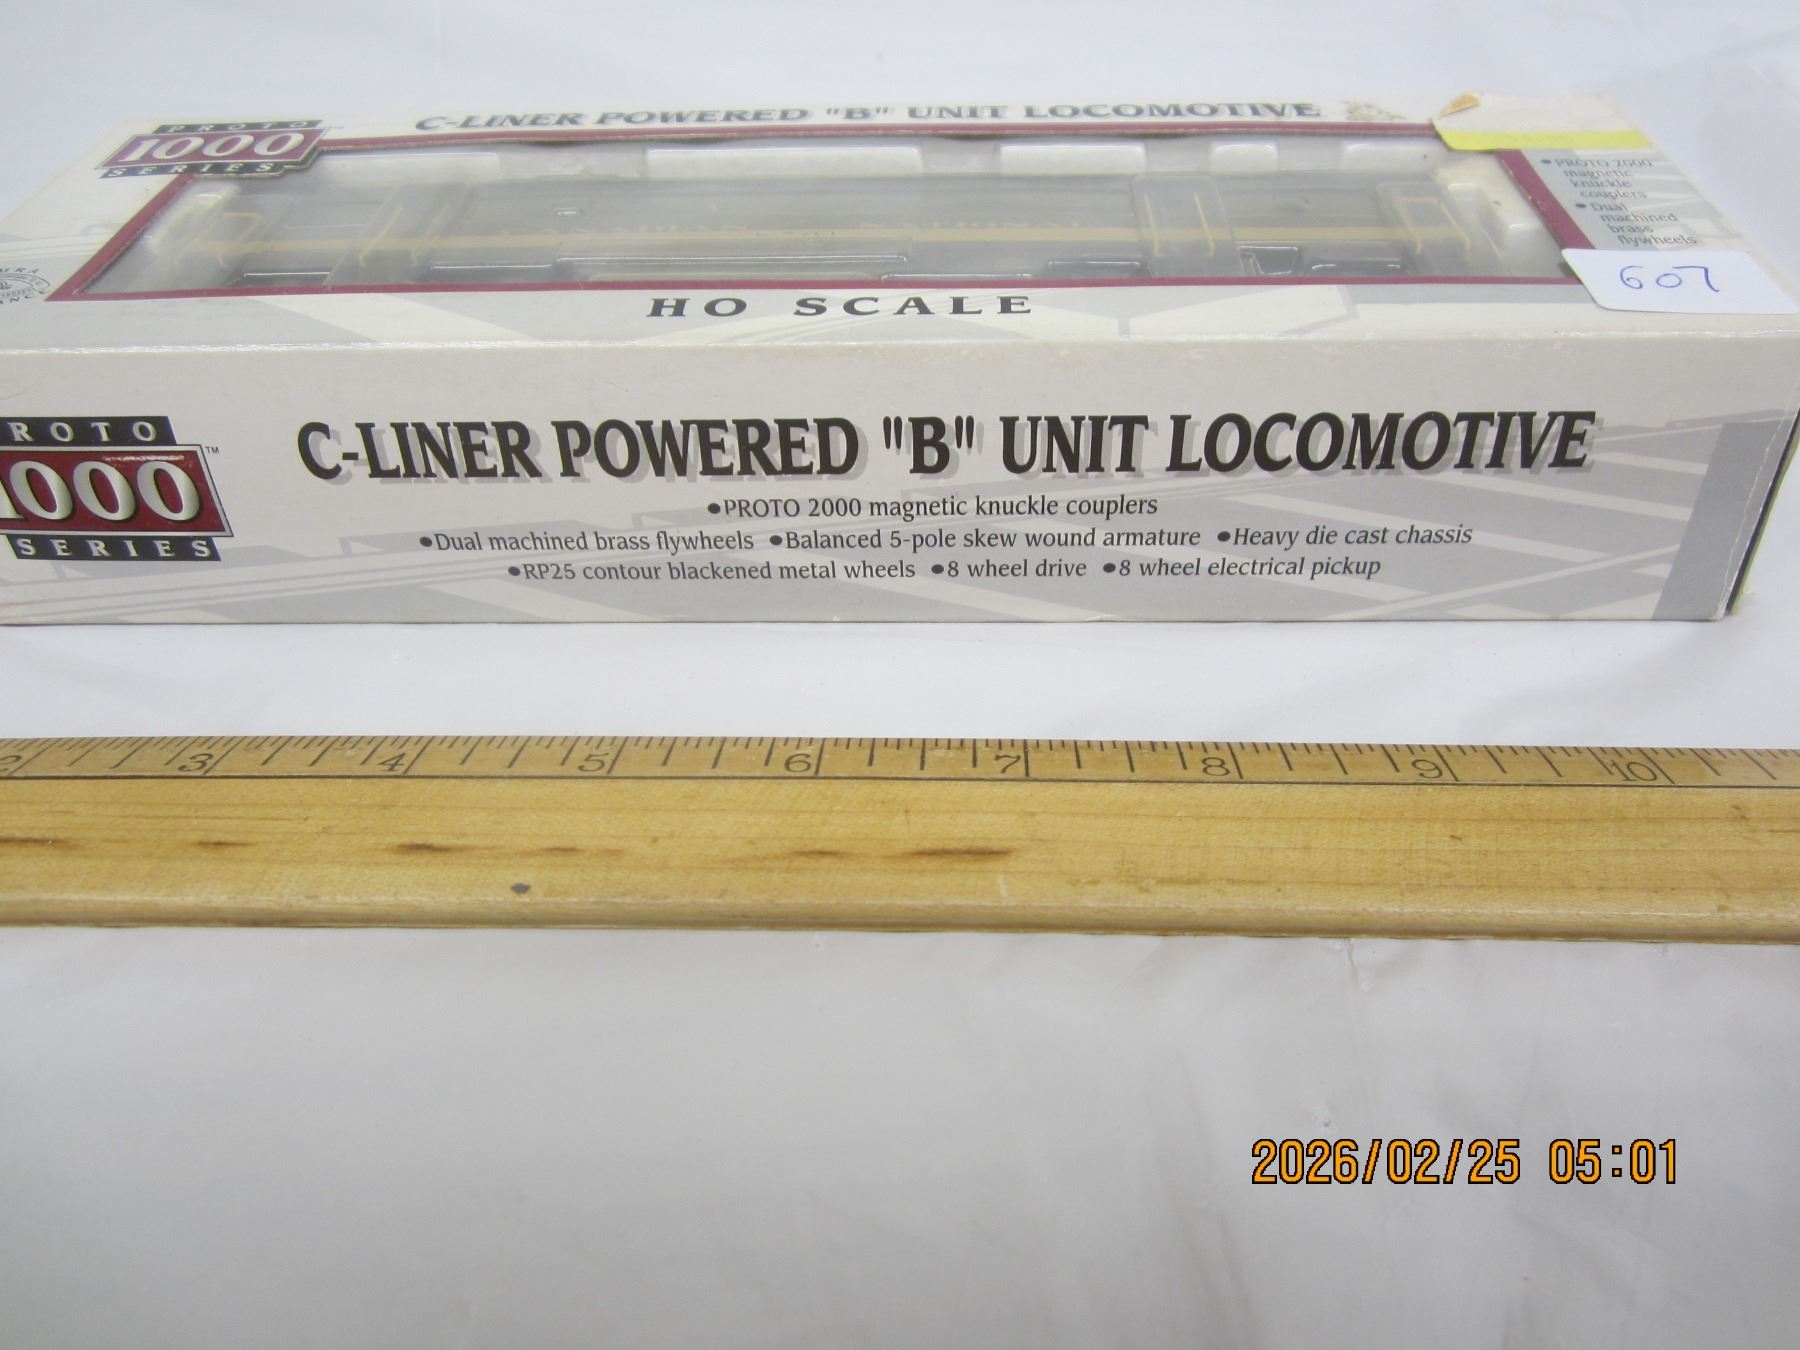 C-LINER POWERED "B" UNIT LOCOMOTIVE
PROTO
1000
SERIES
•PROTO 2000
magnetic
knuckle
couplers
•Dual
machined
brass
flywheels
607
HO SCALE
ROTO
1000™
SERIES
C-LINER POWERED "B" UNIT LOCOMOTIVE
•PROTO 2000 magnetic knuckle couplers
•Dual machined brass flywheels •Balanced 5-pole skew wound armature •Heavy die cast chassis
•RP25 contour blackened metal wheels •8 wheel drive •8 wheel electrical pickup
2 3 4 5 6 7 8 9 10
2026/02/25 05:01